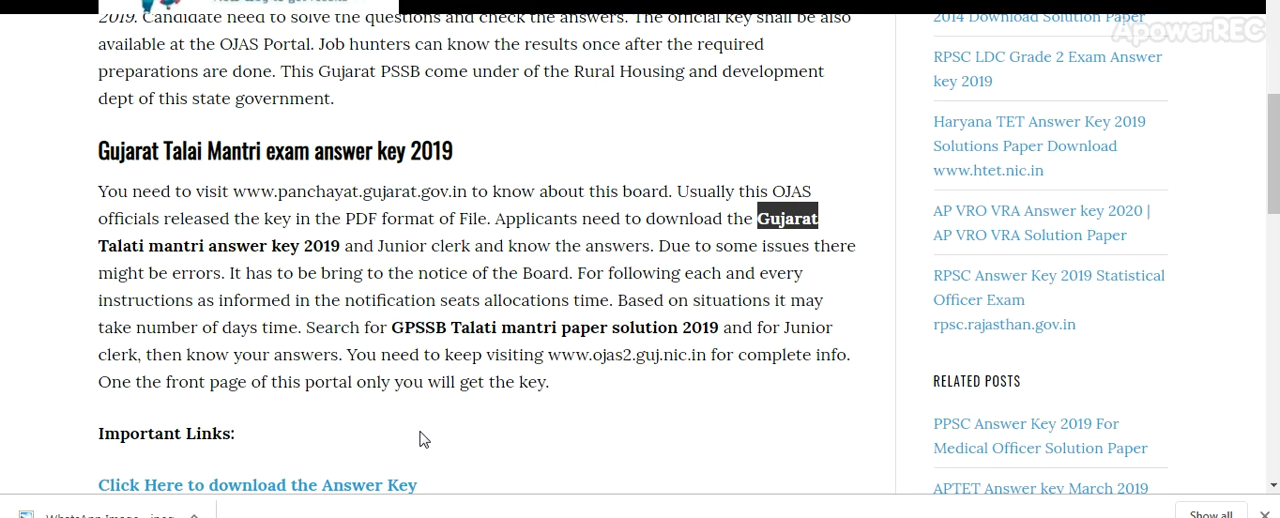 2019. Candidate need to solve the questions and check the answers. The official key shall be also
available at the OJAS Portal. Job hunters can know the results once after the required
preparations are done. This Gujarat PSSB come under of the Rural Housing and development
dept of this state government.
Gujarat Talai Mantri exam answer key 2019
You need to visit www.panchayat.gujarat.gov.in to know about this board. Usually this OJAS
officials released the key in the PDF format of File. Applicants need to download the Gujarat
Talati mantri answer key 2019 and Junior clerk and know the answers. Due to some issues there
might be errors. It has to be bring to the notice of the Board. For following each and every
instructions as informed in the notification seats allocations time. Based on situations it may
take number of days time. Search for GPSSB Talati mantri paper solution 2019 and for Junior
clerk, then know your answers. You need to keep visiting www.ojas2.guj.nic.in for complete info.
One the front page of this portal only you will get the key.
Important Links:
Click Here to download the Answer Key
2014 Download Solution Paper
ApowerREC
RPSC LDC Grade 2 Exam Answer
key 2019
Haryana TET Answer Key 2019
Solutions Paper Download
www.htet.nic.in
AP VRO VRA Answer key 2020 |
AP VRO VRA Solution Paper
RPSC Answer Key 2019 Statistical
Officer Exam
rpsc.rajasthan.gov.in
RELATED POSTS
PPSC Answer Key 2019 For
Medical Officer Solution Paper
APTET Answer key March 2019
WhatsApp Image ...jpeg
Show all